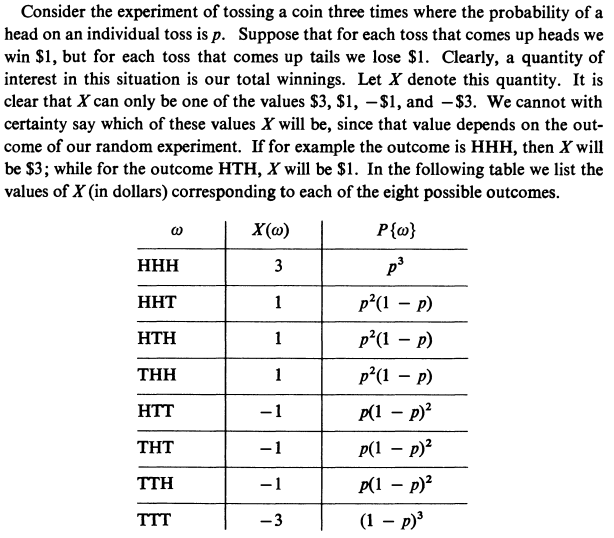 Consider the experiment of tossing a coin three times where the probability of a
head on an individual toss is p. Suppose that for each toss that comes up heads we
win $1, but for each toss that comes up tails we lose $1. Clearly, a quantity of
interest in this situation is our total winnings. Let X denote this quantity. It is
clear that X can only be one of the values $3, $1, −$1, and −$3. We cannot with
certainty say which of these values X will be, since that value depends on the out-
come of our random experiment. If for example the outcome is HHH, then X will
be $3; while for the outcome HTH, X will be $1. In the following table we list the
values of X (in dollars) corresponding to each of the eight possible outcomes.
ω X(ω) P{ω}
HHH 3 p³
HHT 1 p²(1 − p)
HTH 1 p²(1 − p)
THH 1 p²(1 − p)
HTT −1 p(1 − p)²
THT −1 p(1 − p)²
TTH −1 p(1 − p)²
TTT −3 (1 − p)³